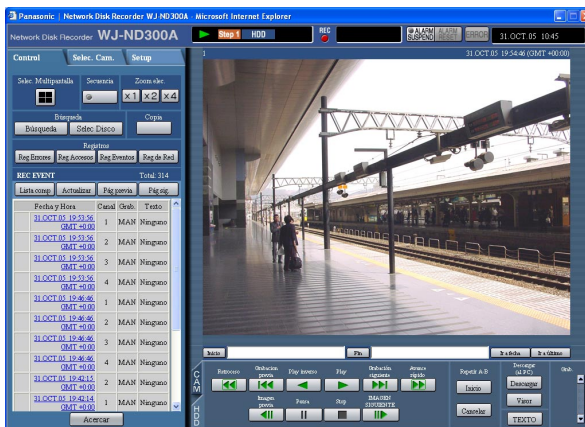 Panasonic | Network Disk Recorder WJ-ND300A - Microsoft Internet Explorer
Network Disk Recorder WJ-ND300A
Step 1 HDD
REC
ALARM SUSPEND
ALARM RESET
ERROR
31.OCT.05 10:45
Control Selec. Cam. Setup
Selec. Multipantalla Secuencia Zoom elec.
x1 x2 x4
Búsqueda Copia
Búsqueda Selec Disco
Registros
Reg Errores Reg Accesos Reg Eventos Reg de Red
REC EVENT Total: 314
Lista comp Actualizar Pág previa Pág sig.
Fecha y Hora Canal Grab. Texto
31.OCT.05 19:53:56 GMT +0:00 1 MAN Ninguno
31.OCT.05 19:53:56 GMT +0:00 2 MAN Ninguno
31.OCT.05 19:53:56 GMT +0:00 3 MAN Ninguno
31.OCT.05 19:53:56 GMT +0:00 4 MAN Ninguno
31.OCT.05 19:46:46 GMT +0:00 1 MAN Ninguno
31.OCT.05 19:46:46 GMT +0:00 2 MAN Ninguno
31.OCT.05 19:46:46 GMT +0:00 3 MAN Ninguno
31.OCT.05 19:46:46 GMT +0:00 4 MAN Ninguno
31.OCT.05 19:42:15 GMT +0:00 2 MAN Ninguno
31.OCT.05 19:42:14 GMT +0:00 1 MAN Ninguno
Acercar
1 31.OCT.05 19:54:46 (GMT +00:00)
Inicio Fin Ir a fecha Ir a último
CAM
HDD
Retroceso Grabacion previa Play inverso Play Grabación siguiente Avance rápido
Imagen previa Pausa Stop IMAGEN SIGUIENTE
Repetir A-B
Inicio
Cancelar
Descargar (al PC)
Descargar
Visor
TEXTO
Grab.